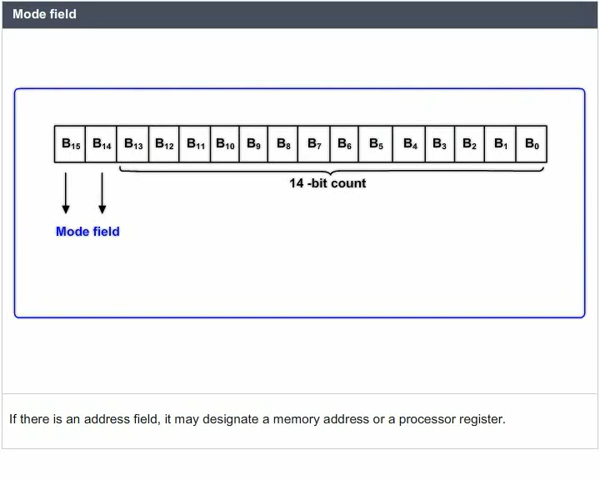 Mode field
B₁₅ B₁₄ B₁₃ B₁₂ B₁₁ B₁₀ B₉ B₈ B₇ B₆ B₅ B₄ B₃ B₂ B₁ B₀
14 -bit count
Mode field
If there is an address field, it may designate a memory address or a processor register.